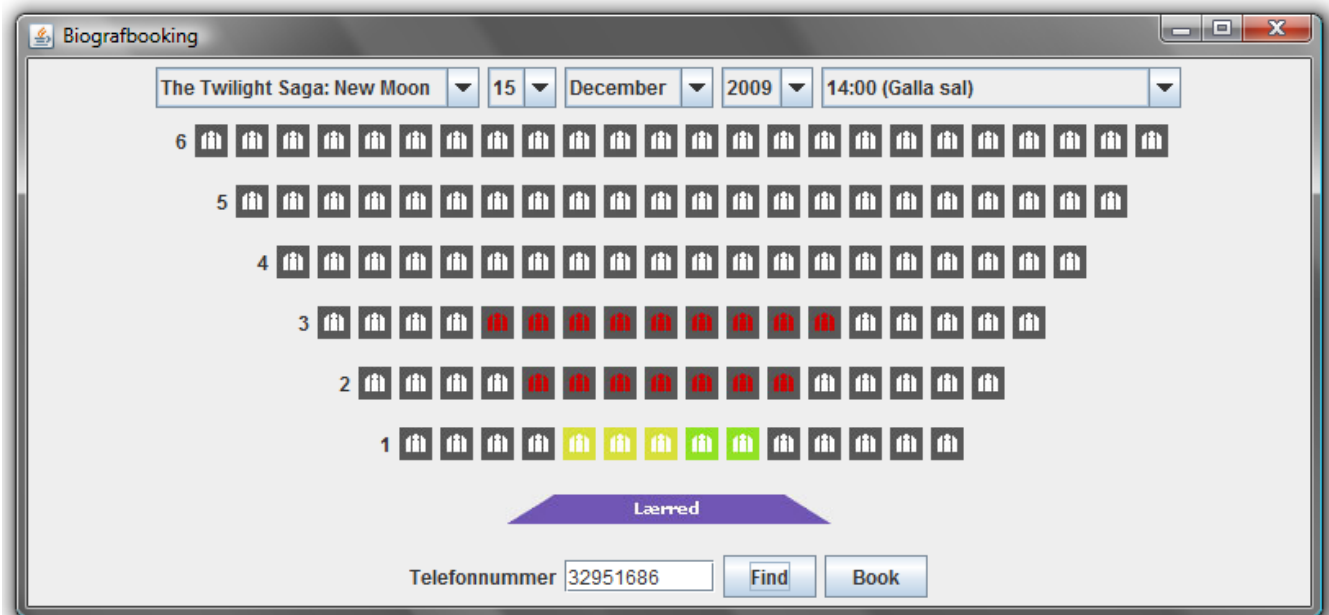 Biografbooking
The Twilight Saga: New Moon 15 December 2009 14:00 (Galla sal)
6
5
4
3
2
1
Lærred
Telefonnummer 32951686 Find Book